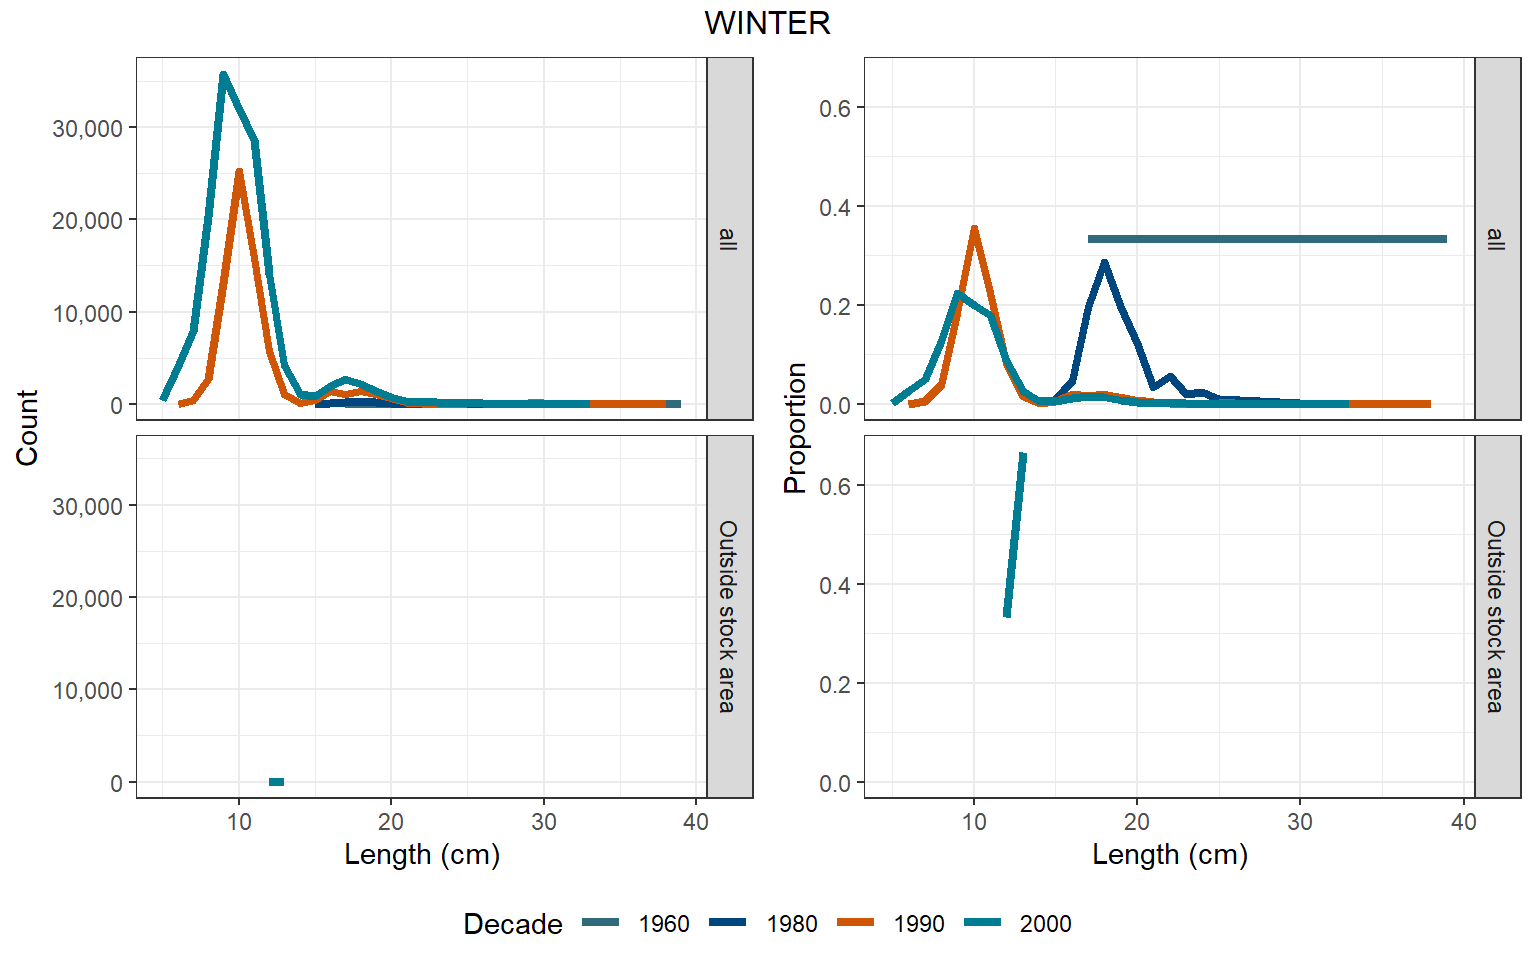 WINTER
Count
30,000
20,000
10,000
0
all
30,000
20,000
10,000
0
Outside stock area
10 20 30 40
Length (cm)
Proportion
0.6
0.4
0.2
0.0
all
0.6
0.4
0.2
0.0
Outside stock area
10 20 30 40
Length (cm)
Decade 1960 1980 1990 2000